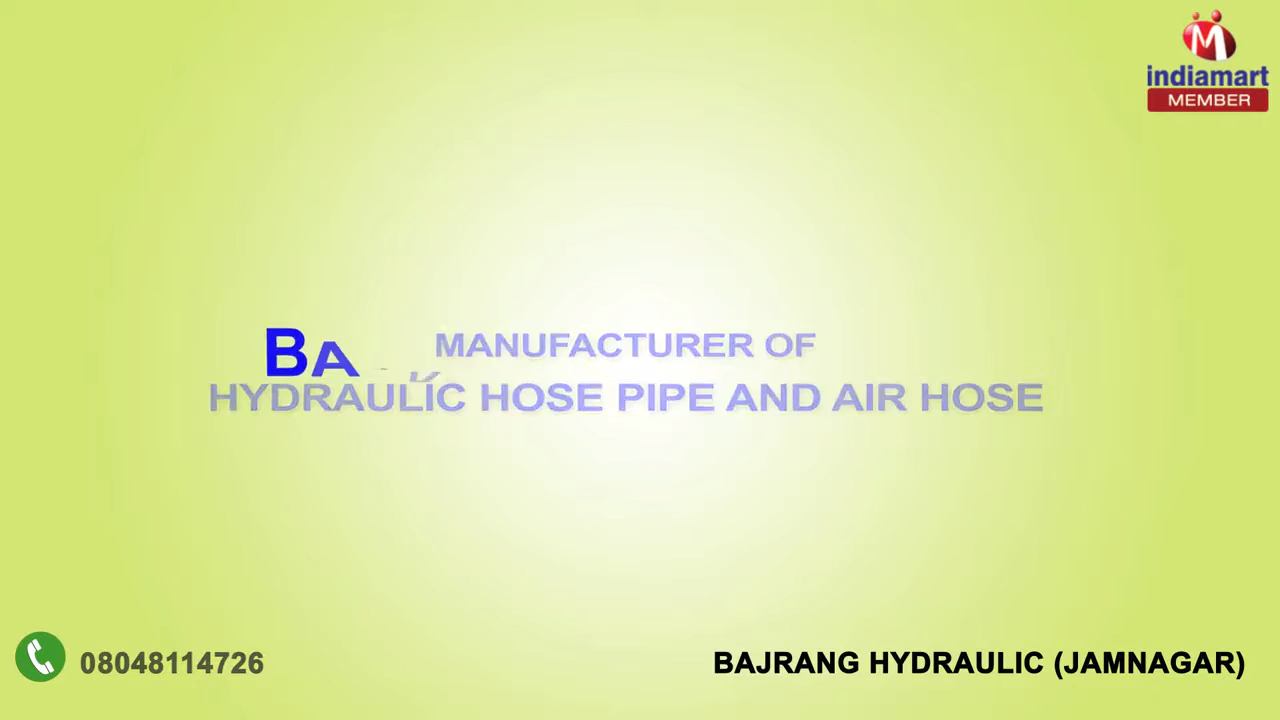 M
indiamart
MEMBER
BA
MANUFACTURER OF
HYDRAULIC HOSE PIPE AND AIR HOSE
08048114726
BAJRANG HYDRAULIC (JAMNAGAR)